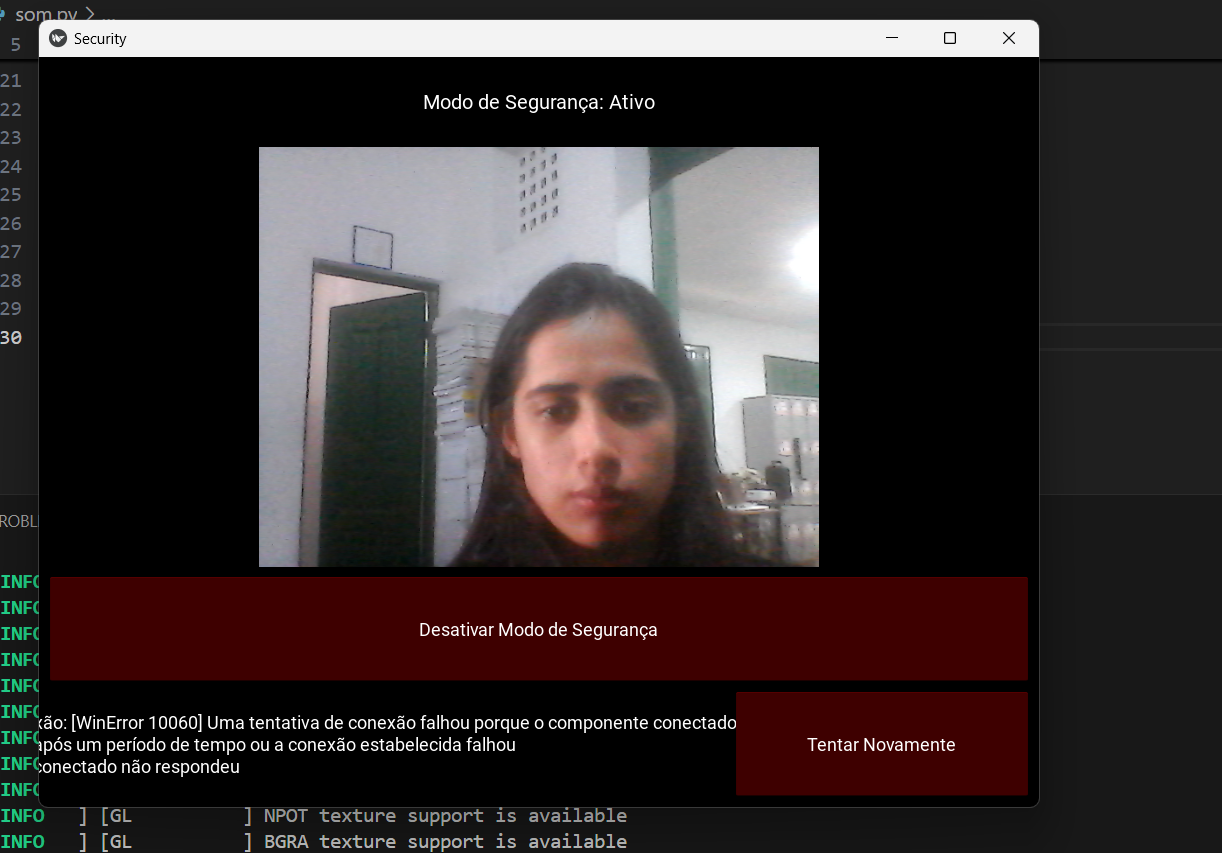 som.py > ...
5
Security
21
22
23
24
25
26
27
28
29
30
Modo de Segurança: Ativo
Desativar Modo de Segurança
xão: [WinError 10060] Uma tentativa de conexão falhou porque o componente conectado
após um período de tempo ou a conexão estabelecida falhou
conectado não respondeu
Tentar Novamente
ROBL
INFO
INFO
INFO
INFO
INFO
INFO
INFO
INFO
INFO
INFO ] [GL ] NPOT texture support is available
INFO ] [GL ] BGRA texture support is available